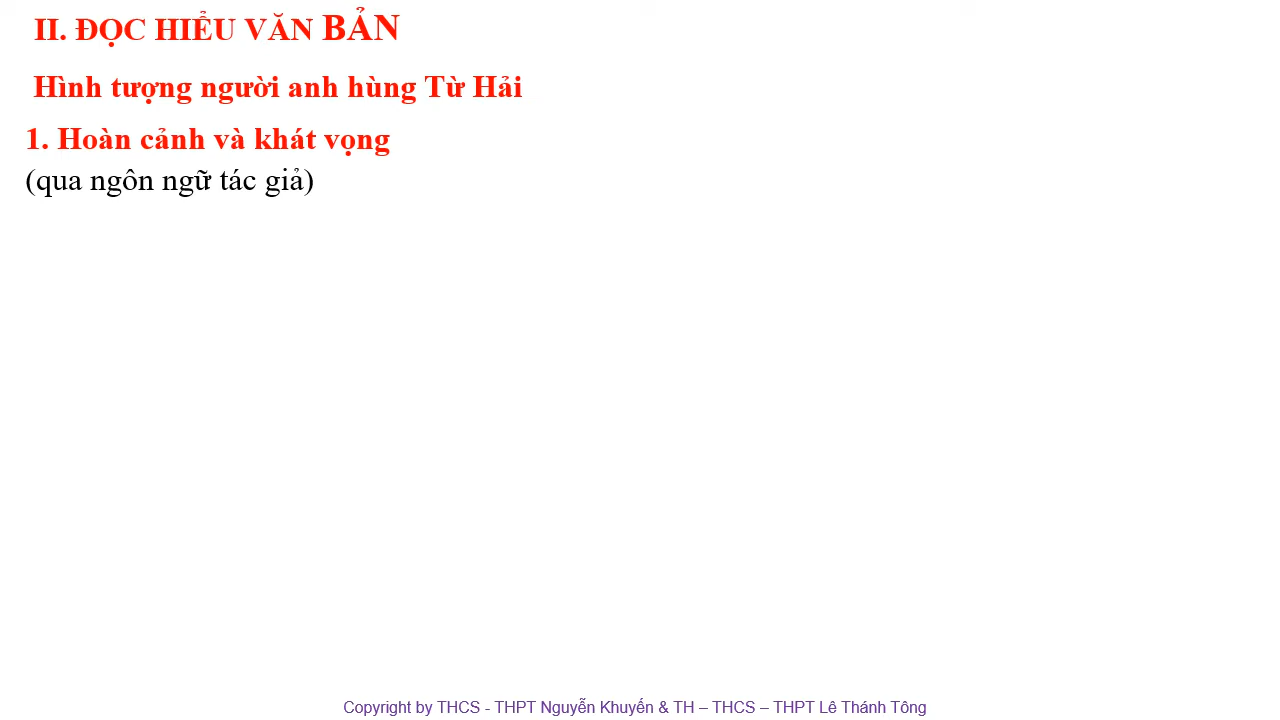 II. ĐỌC HIỂU VĂN BẢN
Hình tượng người anh hùng Từ Hải
1. Hoàn cảnh và khát vọng
(qua ngôn ngữ tác giả)
Copyright by THCS - THPT Nguyễn Khuyến & TH – THCS – THPT Lê Thánh Tông